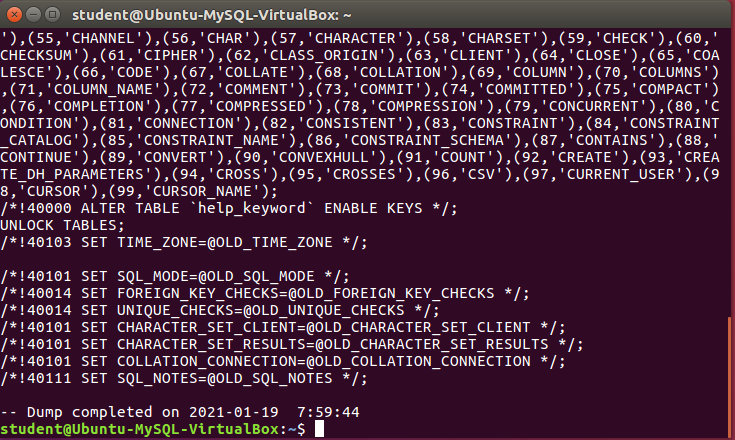 student@Ubuntu-MySQL-VirtualBox: ~
'),(55,'CHANNEL'),(56,'CHAR'),(57,'CHARACTER'),(58,'CHARSET'),(59,'CHECK'),(60,'
CHECKSUM'),(61,'CIPHER'),(62,'CLASS_ORIGIN'),(63,'CLIENT'),(64,'CLOSE'),(65,'COA
LESCE'),(66,'CODE'),(67,'COLLATE'),(68,'COLLATION'),(69,'COLUMN'),(70,'COLUMNS')
,(71,'COLUMN_NAME'),(72,'COMMENT'),(73,'COMMIT'),(74,'COMMITTED'),(75,'COMPACT')
,(76,'COMPLETION'),(77,'COMPRESSED'),(78,'COMPRESSION'),(79,'CONCURRENT'),(80,'C
ONDITION'),(81,'CONNECTION'),(82,'CONSISTENT'),(83,'CONSTRAINT'),(84,'CONSTRAINT
_CATALOG'),(85,'CONSTRAINT_NAME'),(86,'CONSTRAINT_SCHEMA'),(87,'CONTAINS'),(88,'
CONTINUE'),(89,'CONVERT'),(90,'CONVEXHULL'),(91,'COUNT'),(92,'CREATE'),(93,'CREA
TE_DH_PARAMETERS'),(94,'CROSS'),(95,'CROSSES'),(96,'CSV'),(97,'CURRENT_USER'),(9
8,'CURSOR'),(99,'CURSOR_NAME');
/*!40000 ALTER TABLE `help_keyword` ENABLE KEYS */;
UNLOCK TABLES;
/*!40103 SET TIME_ZONE=@OLD_TIME_ZONE */;

/*!40101 SET SQL_MODE=@OLD_SQL_MODE */;
/*!40014 SET FOREIGN_KEY_CHECKS=@OLD_FOREIGN_KEY_CHECKS */;
/*!40014 SET UNIQUE_CHECKS=@OLD_UNIQUE_CHECKS */;
/*!40101 SET CHARACTER_SET_CLIENT=@OLD_CHARACTER_SET_CLIENT */;
/*!40101 SET CHARACTER_SET_RESULTS=@OLD_CHARACTER_SET_RESULTS */;
/*!40101 SET COLLATION_CONNECTION=@OLD_COLLATION_CONNECTION */;
/*!40111 SET SQL_NOTES=@OLD_SQL_NOTES */;

-- Dump completed on 2021-01-19  7:59:44
student@Ubuntu-MySQL-VirtualBox:~$